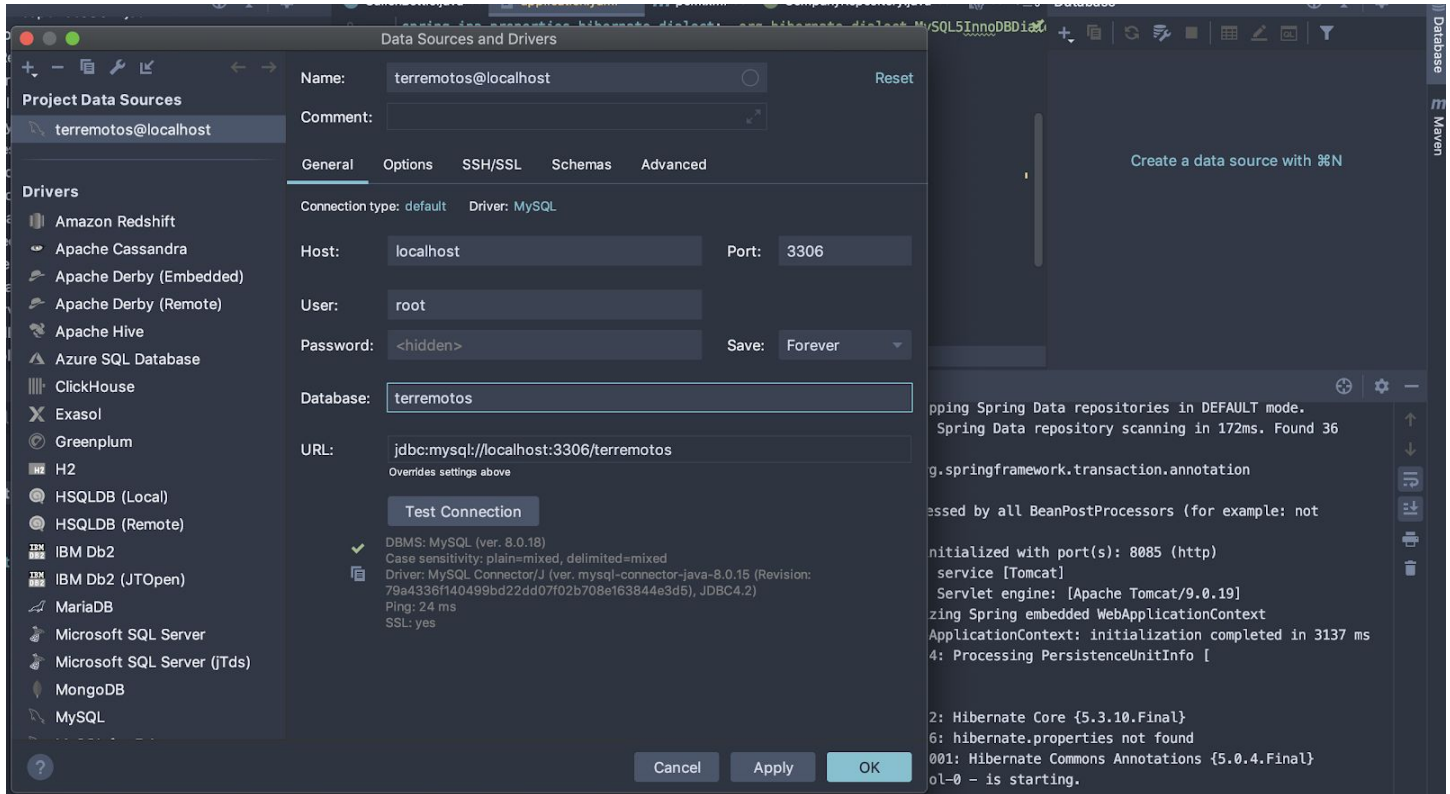 spring.jpa.properties.hibernate.dialect: org.hibernate.dialect.MySQL5InnoDBDialect
Database
Data Sources and Drivers
Project Data Sources
terremotos@localhost
Drivers
Amazon Redshift
Apache Cassandra
Apache Derby (Embedded)
Apache Derby (Remote)
Apache Hive
Azure SQL Database
ClickHouse
Exasol
Greenplum
H2
HSQLDB (Local)
HSQLDB (Remote)
IBM Db2
IBM Db2 (JTOpen)
MariaDB
Microsoft SQL Server
Microsoft SQL Server (jTds)
MongoDB
MySQL
Name: terremotos@localhost Reset
Comment:
General Options SSH/SSL Schemas Advanced
Connection type: default Driver: MySQL
Host: localhost Port: 3306
User: root
Password: <hidden> Save: Forever
Database: terremotos
URL: jdbc:mysql://localhost:3306/terremotos
Overrides settings above
Test Connection
DBMS: MySQL (ver. 8.0.18)
Case sensitivity: plain=mixed, delimited=mixed
Driver: MySQL Connector/J (ver. mysql-connector-java-8.0.15 (Revision:
79a4336f140499bd22dd07f02b708e163844e3d5), JDBC4.2)
Ping: 24 ms
SSL: yes
? Cancel Apply OK
Create a data source with ⌘N
Database
m Maven
pping Spring Data repositories in DEFAULT mode.
Spring Data repository scanning in 172ms. Found 36
g.springframework.transaction.annotation
essed by all BeanPostProcessors (for example: not
nitialized with port(s): 8085 (http)
service [Tomcat]
Servlet engine: [Apache Tomcat/9.0.19]
zing Spring embedded WebApplicationContext
ApplicationContext: initialization completed in 3137 ms
4: Processing PersistenceUnitInfo [
2: Hibernate Core {5.3.10.Final}
6: hibernate.properties not found
001: Hibernate Commons Annotations {5.0.4.Final}
ol-0 - is starting.